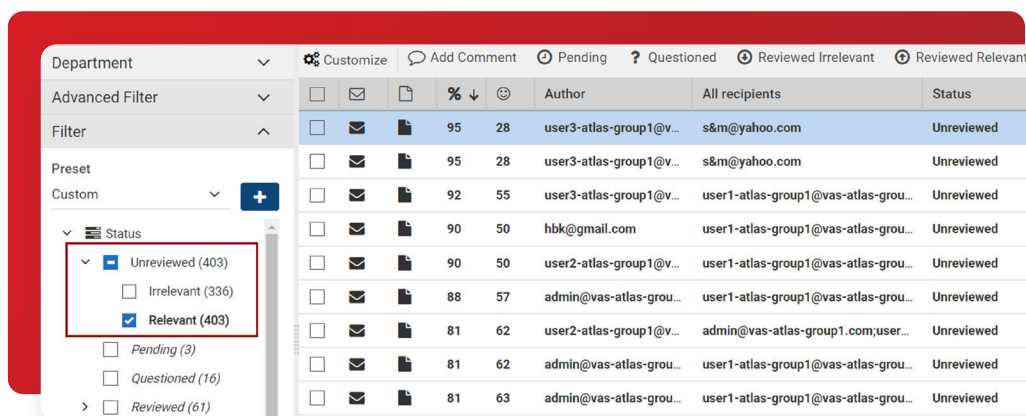 Department
Advanced Filter
Filter
Preset
Custom
Status
Unreviewed (403)
Irrelevant (336)
Relevant (403)
Pending (3)
Questioned (16)
Reviewed (61)
Customize Add Comment Pending ? Questioned Reviewed Irrelevant Reviewed Relevant
% Author All recipients Status
95 28 user3-atlas-group1@v... s&m@yahoo.com Unreviewed
95 28 user3-atlas-group1@v... s&m@yahoo.com Unreviewed
92 55 user3-atlas-group1@v... user1-atlas-group1@vas-atlas-grou... Unreviewed
90 50 hbk@gmail.com user1-atlas-group1@vas-atlas-grou... Unreviewed
90 50 user2-atlas-group1@v... user1-atlas-group1@vas-atlas-grou... Unreviewed
88 57 admin@vas-atlas-grou... user1-atlas-group1@vas-atlas-grou... Unreviewed
81 62 user2-atlas-group1@v... admin@vas-atlas-group1.com;user... Unreviewed
81 62 admin@vas-atlas-grou... user1-atlas-group1@vas-atlas-grou... Unreviewed
81 63 admin@vas-atlas-grou... user1-atlas-group1@vas-atlas-grou... Unreviewed